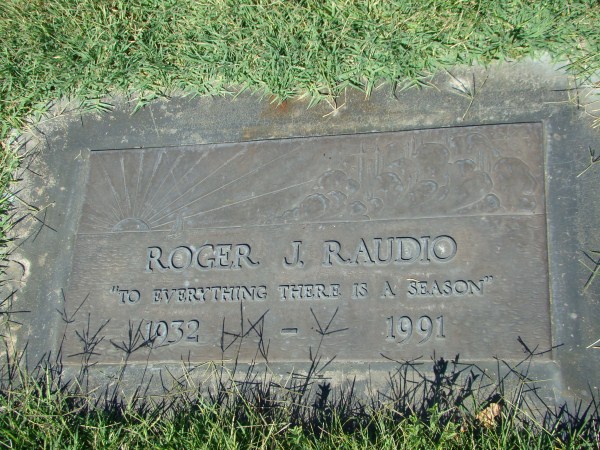 ROGER J. RAUDIO
"TO EVERYTHING THERE IS A SEASON"
1932 - 1991